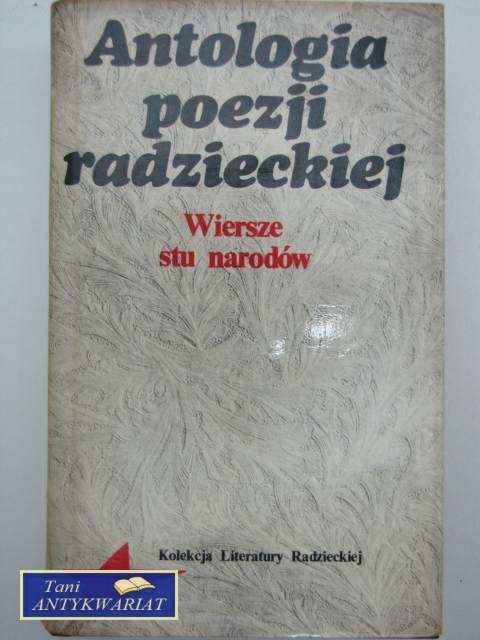 Antologia
poezji
radzieckiej
Wiersze
stu narodów
Kolekcja Literatury Radzieckiej
Tani
ANTYKWARIAT